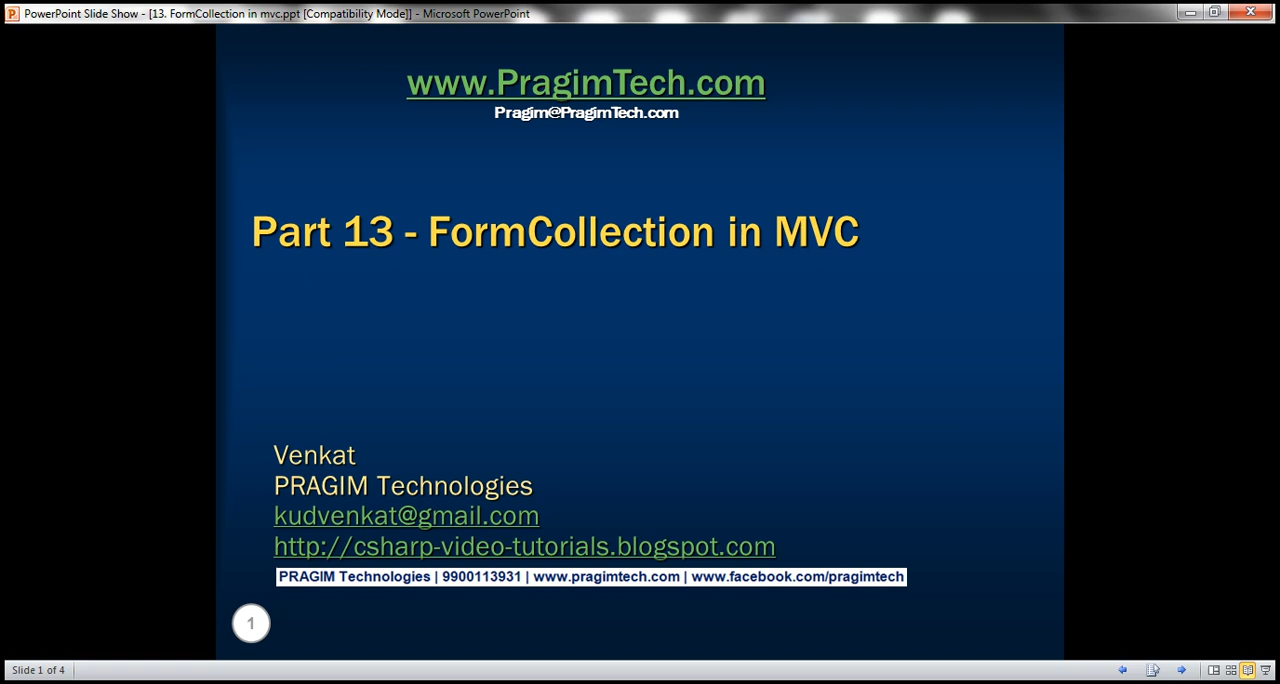 PowerPoint Slide Show - [13. FormCollection in mvc.ppt [Compatibility Mode]] - Microsoft PowerPoint
www.PragimTech.com
Pragim@PragimTech.com
Part 13 - FormCollection in MVC
Venkat
PRAGIM Technologies
kudvenkat@gmail.com
http://csharp-video-tutorials.blogspot.com
PRAGIM Technologies | 9900113931 | www.pragimtech.com | www.facebook.com/pragimtech
1
Slide 1 of 4